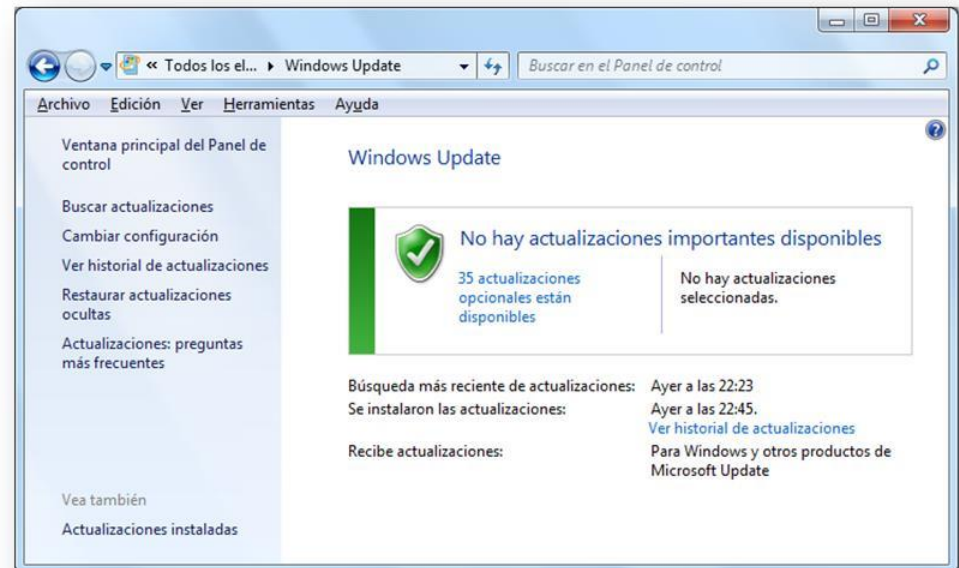 « Todos los el... ▸ Windows Update
Buscar en el Panel de control
Archivo Edición Ver Herramientas Ayuda
Ventana principal del Panel de
control
Buscar actualizaciones
Cambiar configuración
Ver historial de actualizaciones
Restaurar actualizaciones
ocultas
Actualizaciones: preguntas
más frecuentes
Vea también
Actualizaciones instaladas
Windows Update
No hay actualizaciones importantes disponibles
35 actualizaciones
opcionales están
disponibles
No hay actualizaciones
seleccionadas.
Búsqueda más reciente de actualizaciones: Ayer a las 22:23
Se instalaron las actualizaciones: Ayer a las 22:45.
Ver historial de actualizaciones
Recibe actualizaciones: Para Windows y otros productos de
Microsoft Update